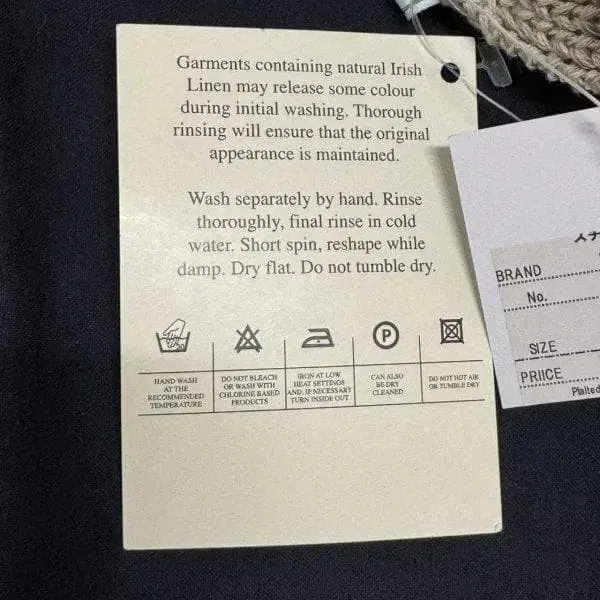 Garments containing natural Irish
Linen may release some colour
during initial washing. Thorough
rinsing will ensure that the original
appearance is maintained.
Wash separately by hand. Rinse
thoroughly, final rinse in cold
water. Short spin, reshape while
damp. Dry flat. Do not tumble dry.
30
P
HAND WASH
AT THE
RECOMMENDED
TEMPERATURE
DO NOT BLEACH
OR WASH WITH
CHLORINE BASED
PRODUCTS
IRON AT LOW
HEAT SETTINGS
AND, IF NECESSARY
TURN INSIDE OUT
CAN ALSO
BE DRY
CLEANED
DO NOT HOT AIR
OR TUMBLE DRY
BRAND
No.
SIZE
PRIICE
Plaited